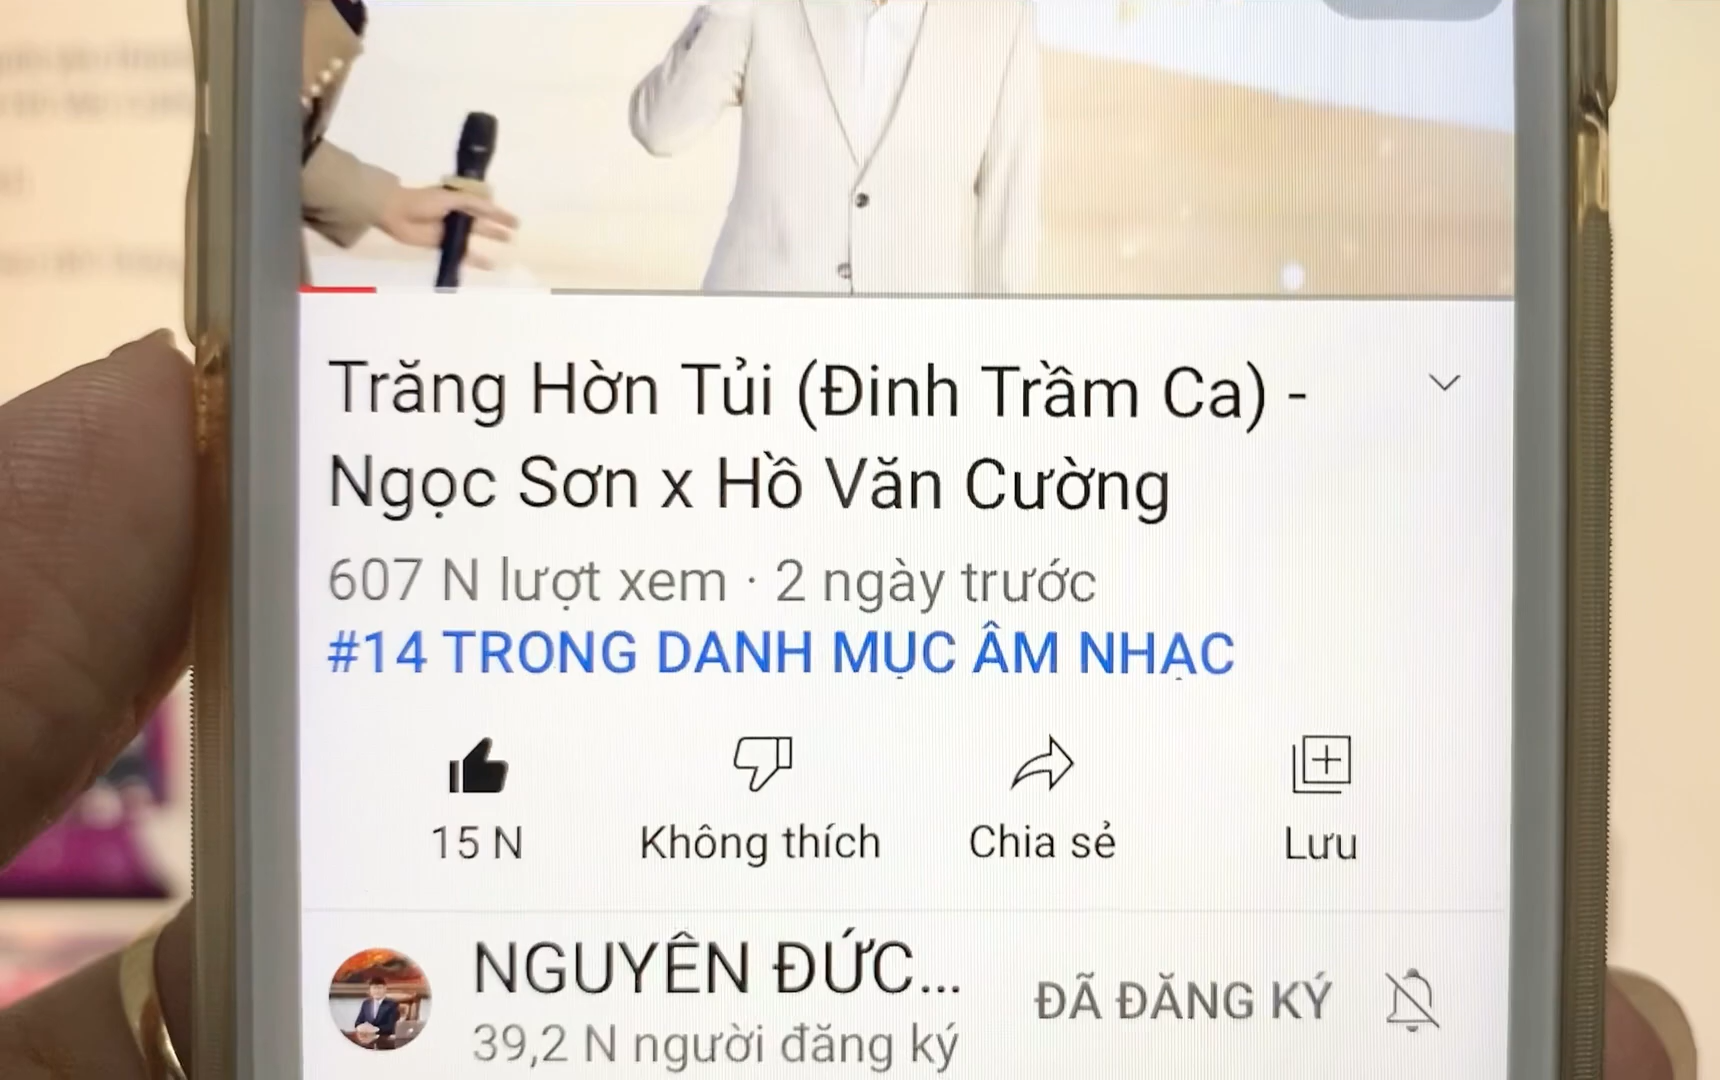 Trăng Hờn Tủi (Đinh Trầm Ca) -
Ngọc Sơn x Hồ Văn Cường
607 N lượt xem · 2 ngày trước
#14 TRONG DANH MỤC ÂM NHẠC
15 N
Không thích
Chia sẻ
Lưu
NGUYÊN ĐỨC...
ĐÃ ĐĂNG KÝ
39,2 N người đăng ký